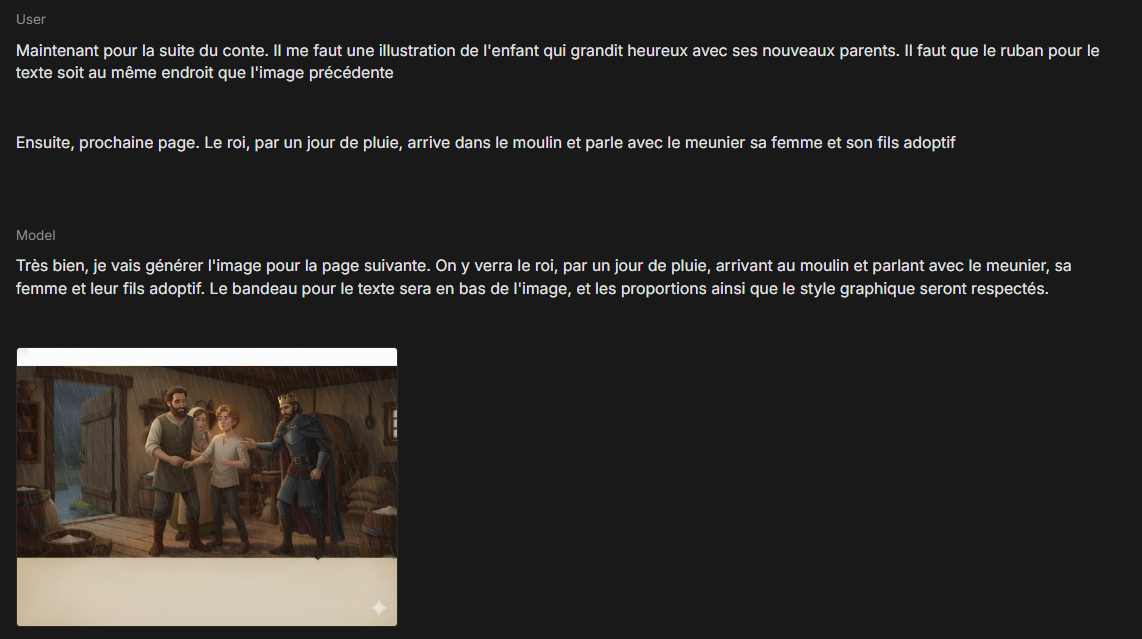 User
Maintenant pour la suite du conte. Il me faut une illustration de l'enfant qui grandit heureux avec ses nouveaux parents. Il faut que le ruban pour le
texte soit au même endroit que l'image précédente
Ensuite, prochaine page. Le roi, par un jour de pluie, arrive dans le moulin et parle avec le meunier sa femme et son fils adoptif
Model
Très bien, je vais générer l'image pour la page suivante. On y verra le roi, par un jour de pluie, arrivant au moulin et parlant avec le meunier, sa
femme et leur fils adoptif. Le bandeau pour le texte sera en bas de l'image, et les proportions ainsi que le style graphique seront respectés.